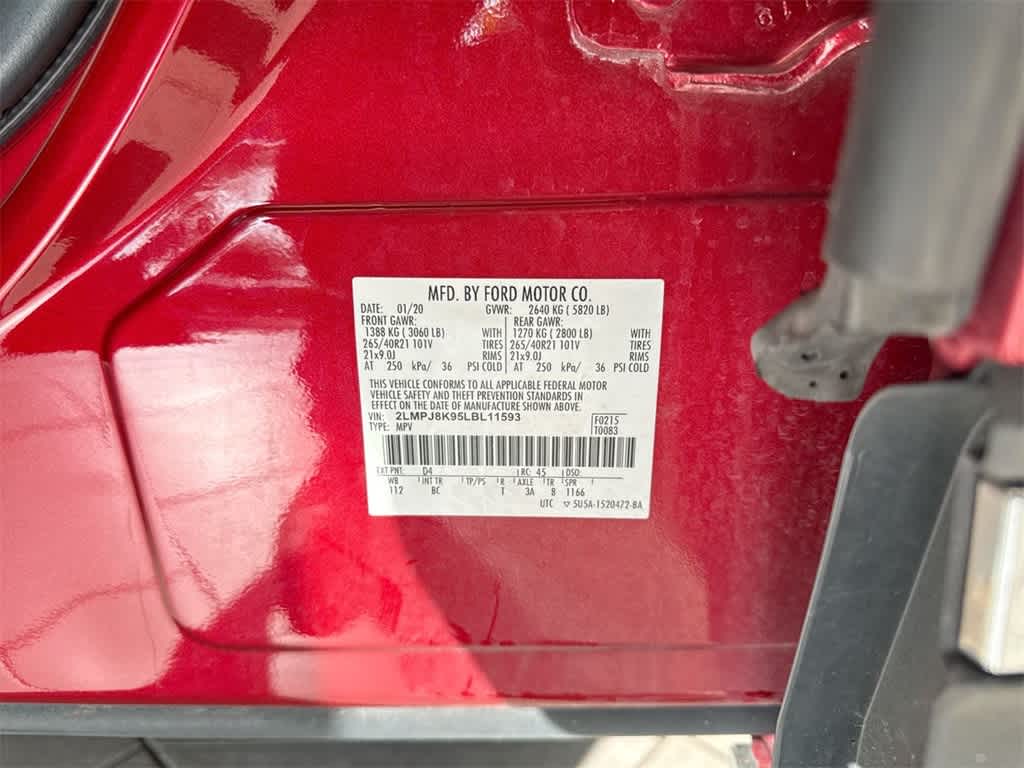 MFD. BY FORD MOTOR CO.
DATE: 01/20 GVWR: 2640 KG ( 5820 LB)
FRONT GAWR: REAR GAWR:
1388 KG ( 3060 LB) WITH 1270 KG ( 2800 LB) WITH
265/40R21 101V TIRES 265/40R21 101V TIRES
21x9.0J RIMS 21x9.0J RIMS
AT 250 kPa/ 36 PSI COLD AT 250 kPa/ 36 PSI COLD
THIS VEHICLE CONFORMS TO ALL APPLICABLE FEDERAL MOTOR
VEHICLE SAFETY AND THEFT PREVENTION STANDARDS IN
EFFECT ON THE DATE OF MANUFACTURE SHOWN ABOVE.
VIN: 2LMPJ8K95LBL11593 F0215
TYPE: MPV T0083
EXT PNT: D4 RC: 45 DSO:
WB INT TR TP/PS R AXLE TR SPR
112 BC T 3A B 1166
UTC ▽ 5U5A-1520472-BA